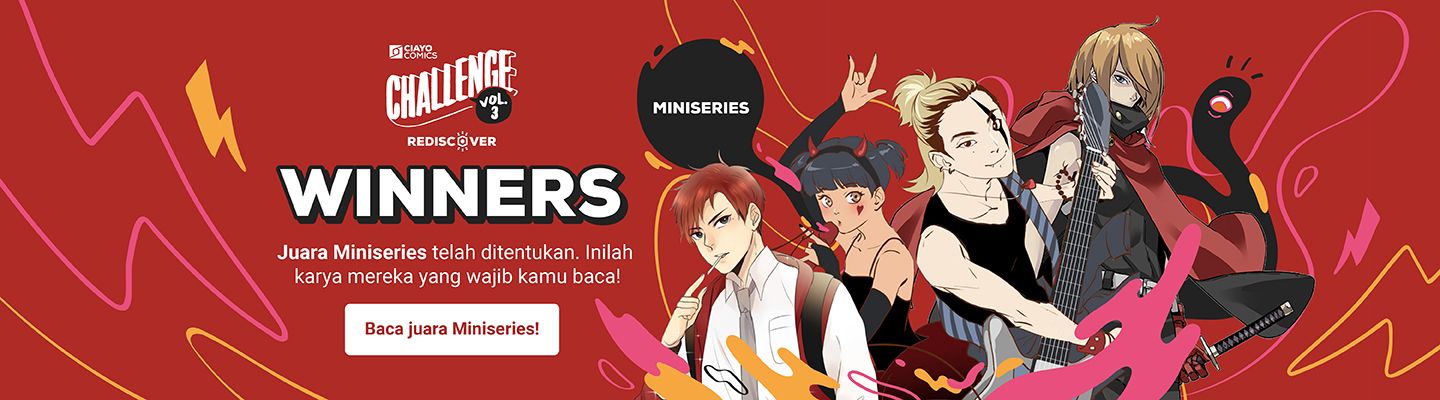 CIAYO
COMICS
CHALLENGE
VOL.
3
REDISCOVER
WINNERS
Juara Miniseries telah ditentukan. Inilah
karya mereka yang wajib kamu baca!
Baca juara Miniseries!
MINISERIES